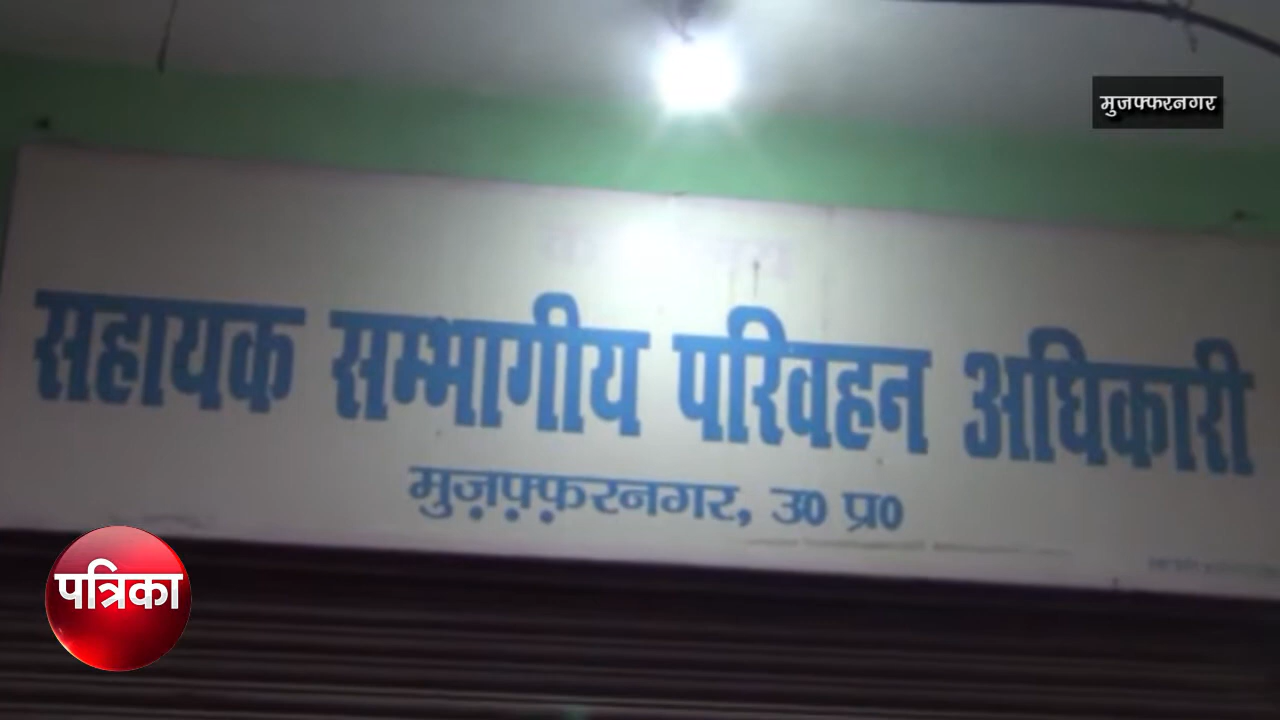 मुजफ्फरनगर
सहायक सम्भागीय परिवहन अधिकारी
मुज़फ़्फ़रनगर, उ० प्र०
पत्रिका